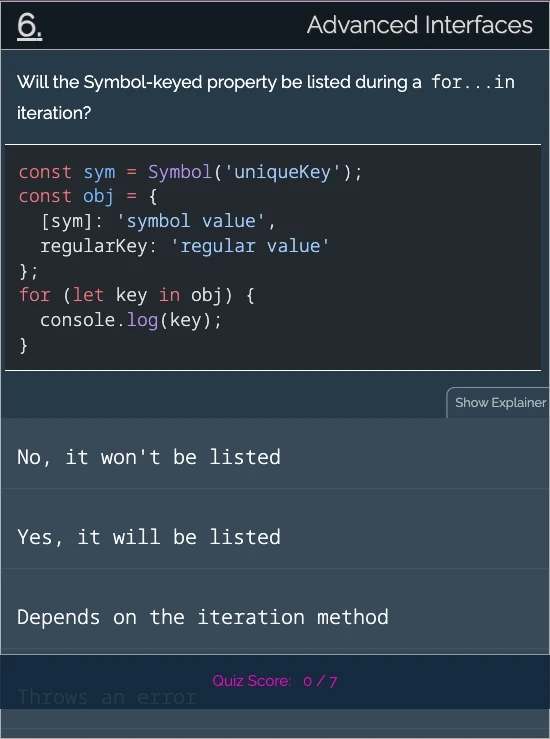 6.
Advanced Interfaces
Will the Symbol-keyed property be listed during a for...in
iteration?
const sym = Symbol('uniqueKey');
const obj = {
  [sym]: 'symbol value',
  regularKey: 'regular value'
};
for (let key in obj) {
  console.log(key);
}
Show Explainer
No, it won't be listed
Yes, it will be listed
Depends on the iteration method
Quiz Score: 0 / 7
Throws an error